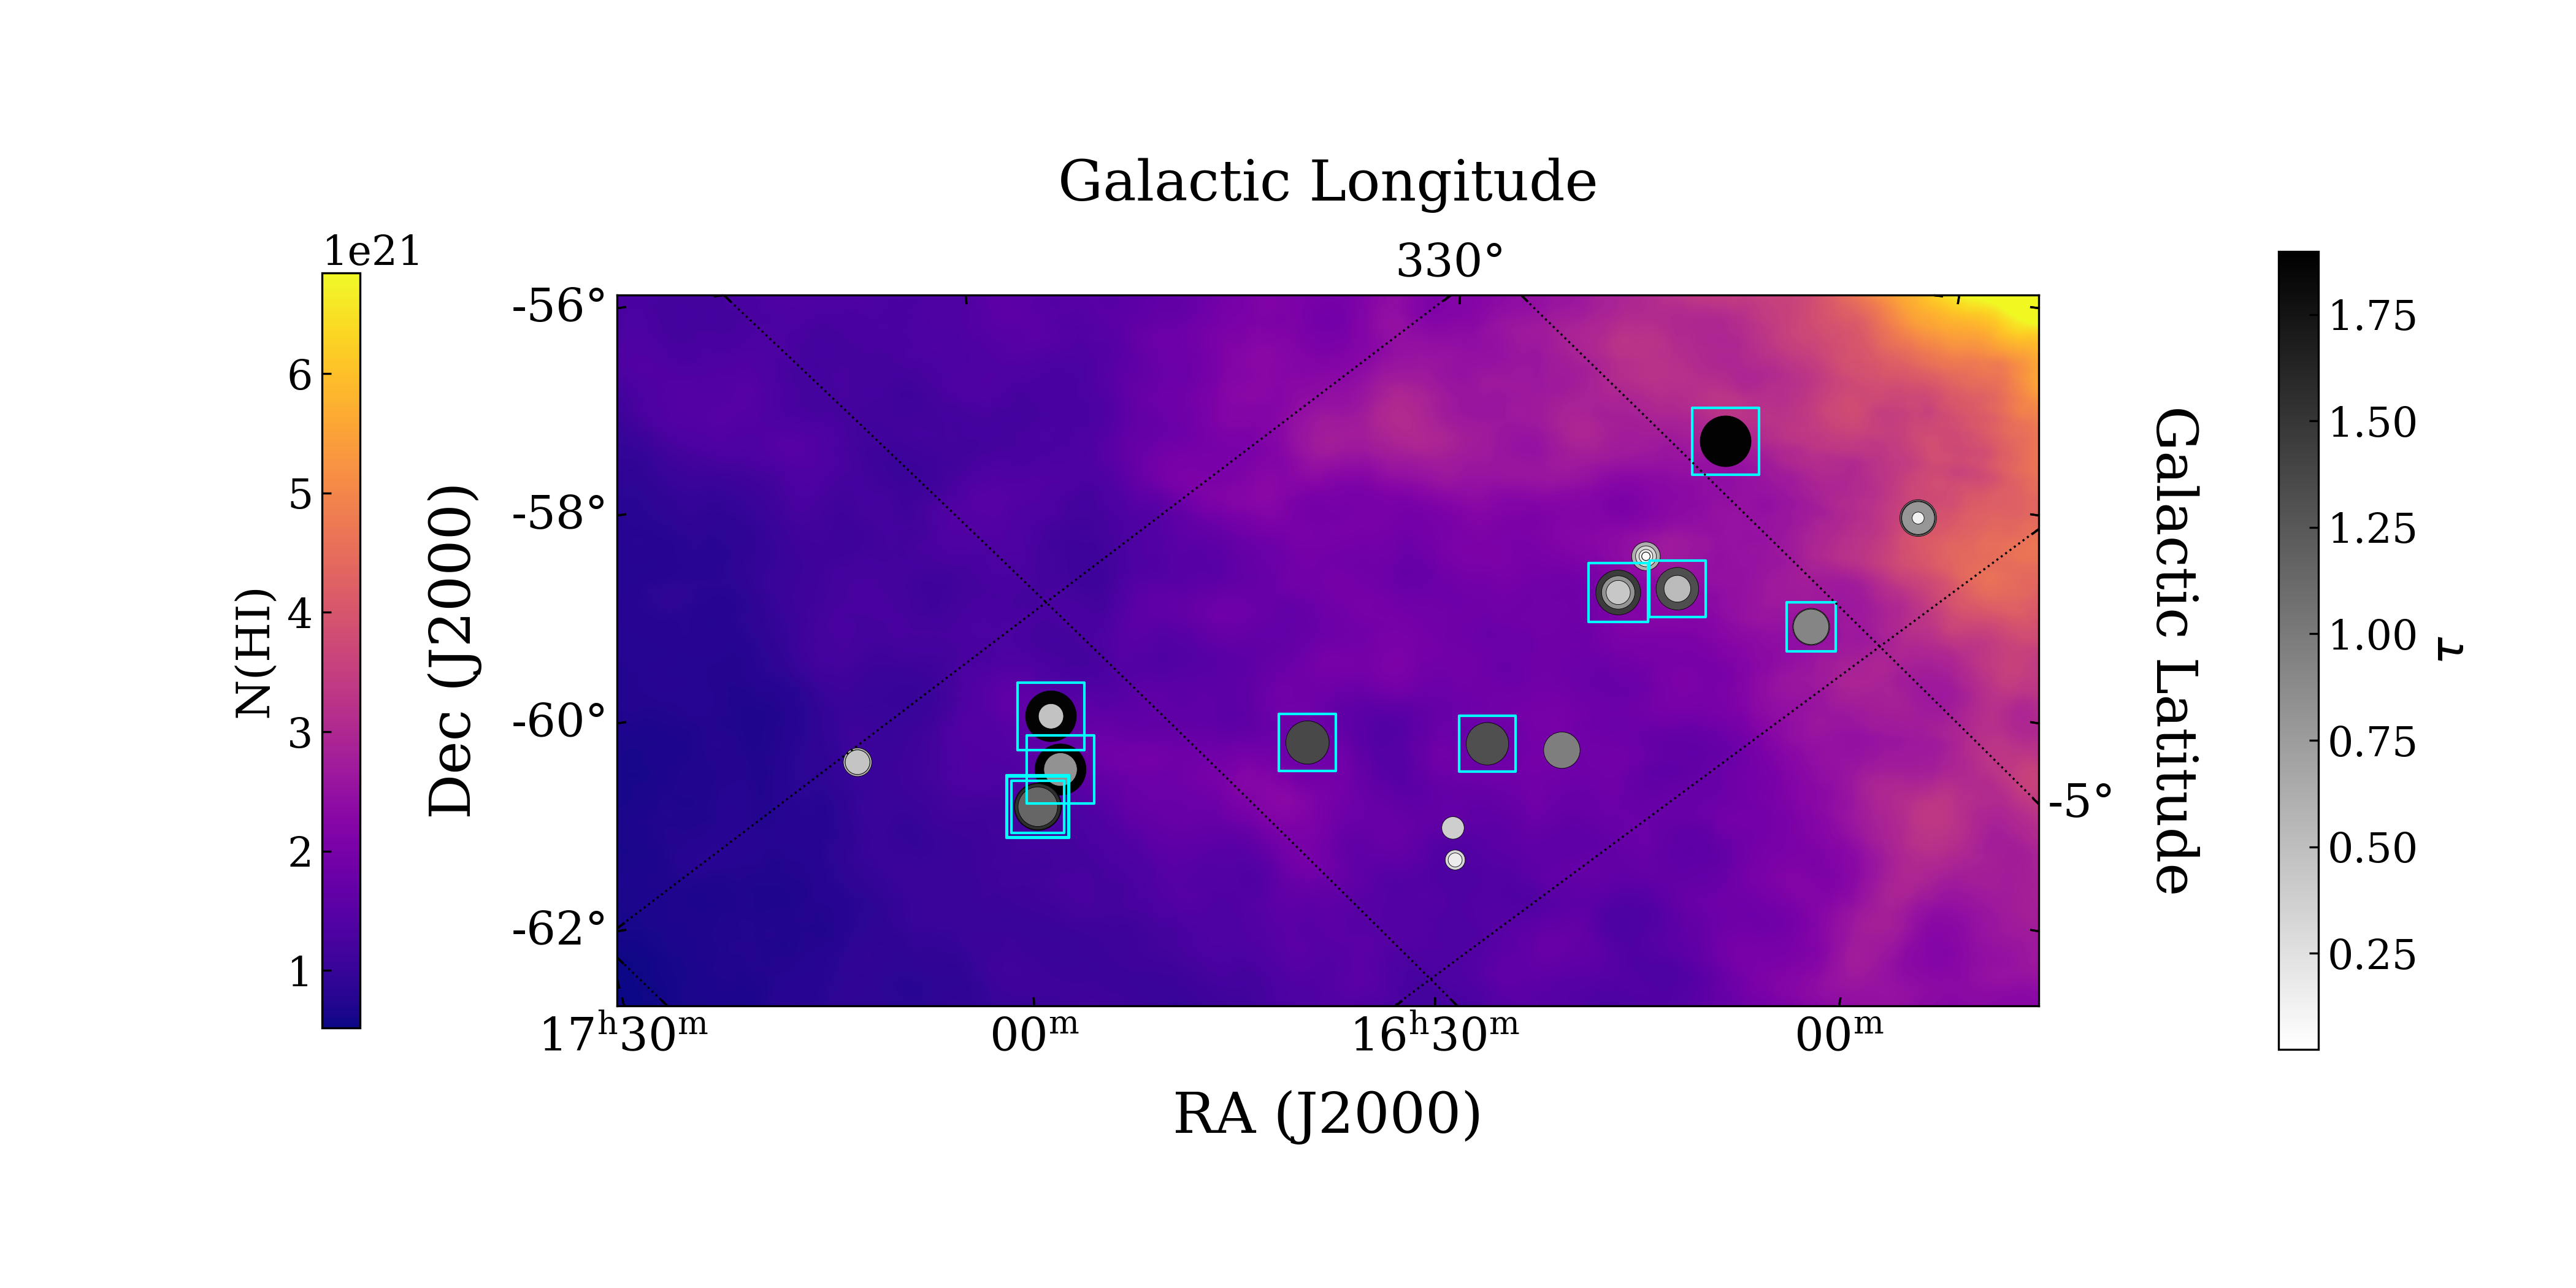 Galactic Longitude
330°
1e21
6
5
4
3
2
1
N(HI)
Dec (J2000)
-56°
-58°
-60°
-62°
17ʰ30ᵐ
00ᵐ
16ʰ30ᵐ
00ᵐ
RA (J2000)
-5°
Galactic Latitude
1.75
1.50
1.25
1.00
0.75
0.50
0.25
τ